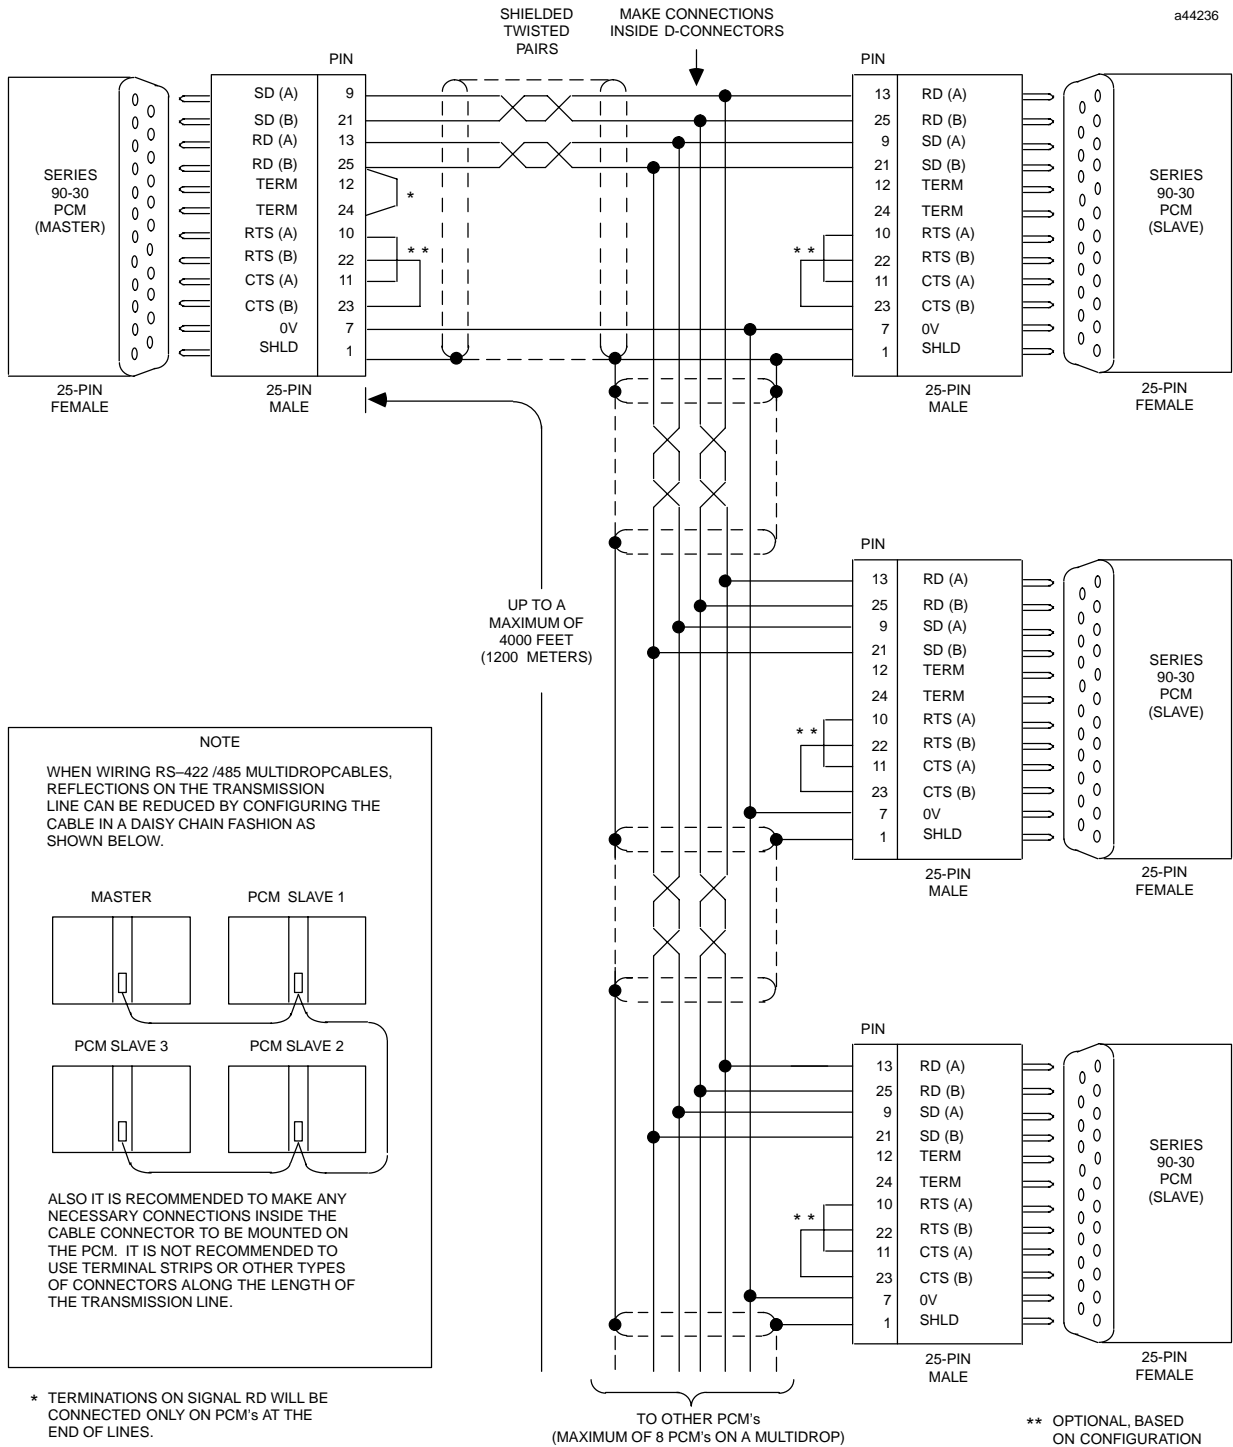 SHIELDED
TWISTED
PAIRS
MAKE CONNECTIONS
INSIDE D-CONNECTORS
a44236
PIN
SERIES
90-30
PCM
(MASTER)
SD (A) 9
SD (B) 21
RD (A) 13
RD (B) 25
TERM 12
TERM 24
RTS (A) 10
RTS (B) 22
CTS (A) 11
CTS (B) 23
0V 7
SHLD 1
*
* *
25-PIN
FEMALE
25-PIN
MALE
PIN
13 RD (A)
25 RD (B)
9 SD (A)
21 SD (B)
12 TERM
24 TERM
10 RTS (A)
22 RTS (B)
11 CTS (A)
23 CTS (B)
7 0V
1 SHLD
* *
SERIES
90-30
PCM
(SLAVE)
25-PIN
MALE
25-PIN
FEMALE
UP TO A
MAXIMUM OF
4000 FEET
(1200 METERS)
PIN
13 RD (A)
25 RD (B)
9 SD (A)
21 SD (B)
12 TERM
24 TERM
10 RTS (A)
22 RTS (B)
11 CTS (A)
23 CTS (B)
7 0V
1 SHLD
* *
SERIES
90-30
PCM
(SLAVE)
25-PIN
MALE
25-PIN
FEMALE
NOTE
WHEN WIRING RS–422 /485 MULTIDROPCABLES,
REFLECTIONS ON THE TRANSMISSION
LINE CAN BE REDUCED BY CONFIGURING THE
CABLE IN A DAISY CHAIN FASHION AS
SHOWN BELOW.
MASTER
PCM SLAVE 1
PCM SLAVE 3
PCM SLAVE 2
ALSO IT IS RECOMMENDED TO MAKE ANY
NECESSARY CONNECTIONS INSIDE THE
CABLE CONNECTOR TO BE MOUNTED ON
THE PCM. IT IS NOT RECOMMENDED TO
USE TERMINAL STRIPS OR OTHER TYPES
OF CONNECTORS ALONG THE LENGTH OF
THE TRANSMISSION LINE.
PIN
13 RD (A)
25 RD (B)
9 SD (A)
21 SD (B)
12 TERM
24 TERM
10 RTS (A)
22 RTS (B)
11 CTS (A)
23 CTS (B)
7 0V
1 SHLD
* *
SERIES
90-30
PCM
(SLAVE)
25-PIN
MALE
25-PIN
FEMALE
* TERMINATIONS ON SIGNAL RD WILL BE
CONNECTED ONLY ON PCM's AT THE
END OF LINES.
TO OTHER PCM's
(MAXIMUM OF 8 PCM's ON A MULTIDROP)
** OPTIONAL, BASED
ON CONFIGURATION